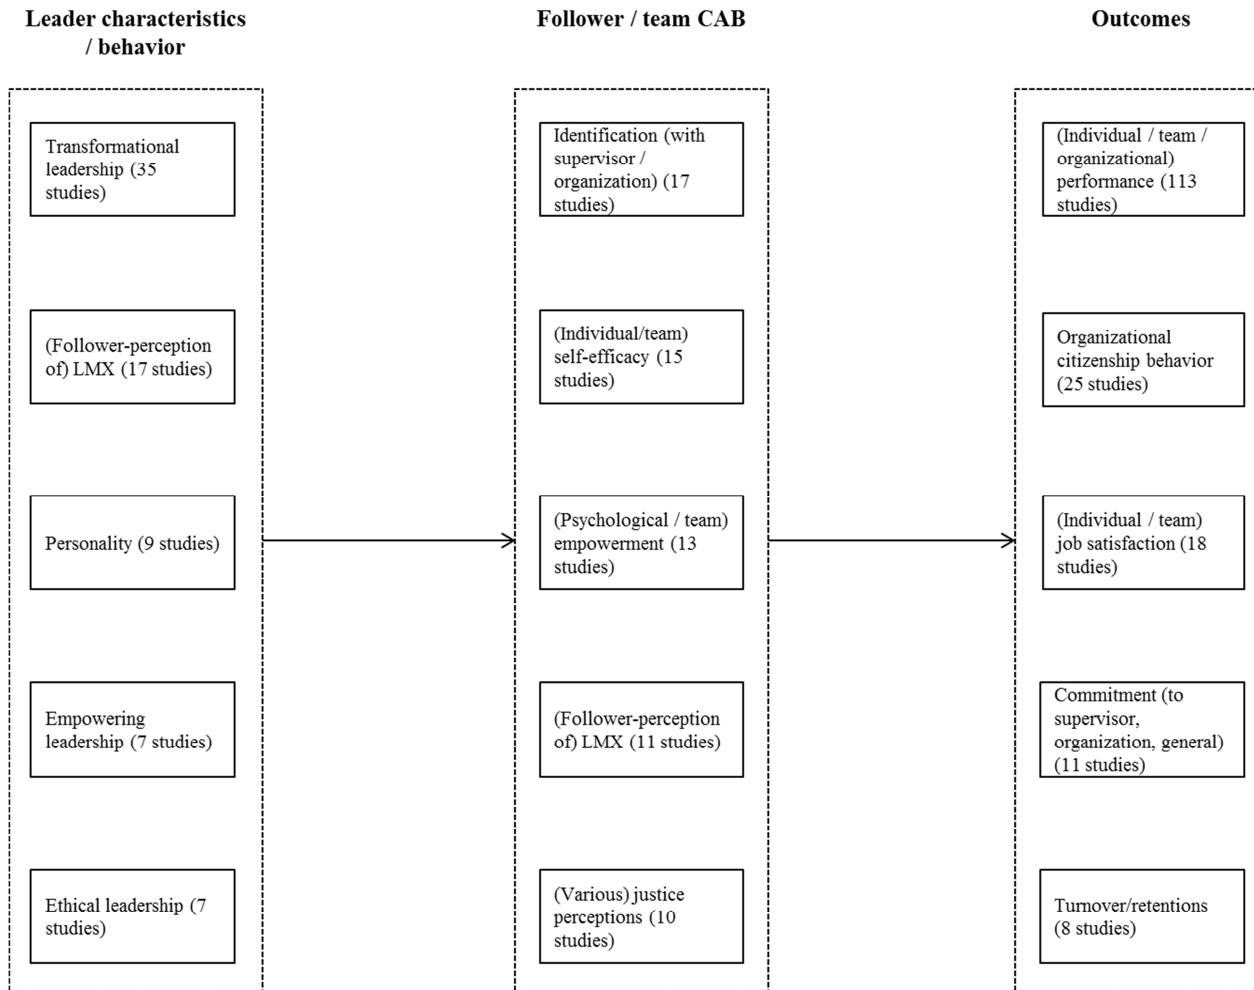 Leader characteristics
/ behavior
Follower / team CAB
Outcomes
Transformational
leadership (35
studies)
Identification (with
supervisor /
organization) (17
studies)
(Individual / team /
organizational)
performance (113
studies)
(Follower-perception
of) LMX (17 studies)
(Individual/team)
self-efficacy (15
studies)
Organizational
citizenship behavior
(25 studies)
Personality (9 studies)
(Psychological / team)
empowerment (13
studies)
(Individual / team)
job satisfaction (18
studies)
Empowering
leadership (7 studies)
(Follower-perception
of) LMX (11 studies)
Commitment (to
supervisor,
organization, general)
(11 studies)
Ethical leadership (7
studies)
(Various) justice
perceptions (10
studies)
Turnover/retentions
(8 studies)